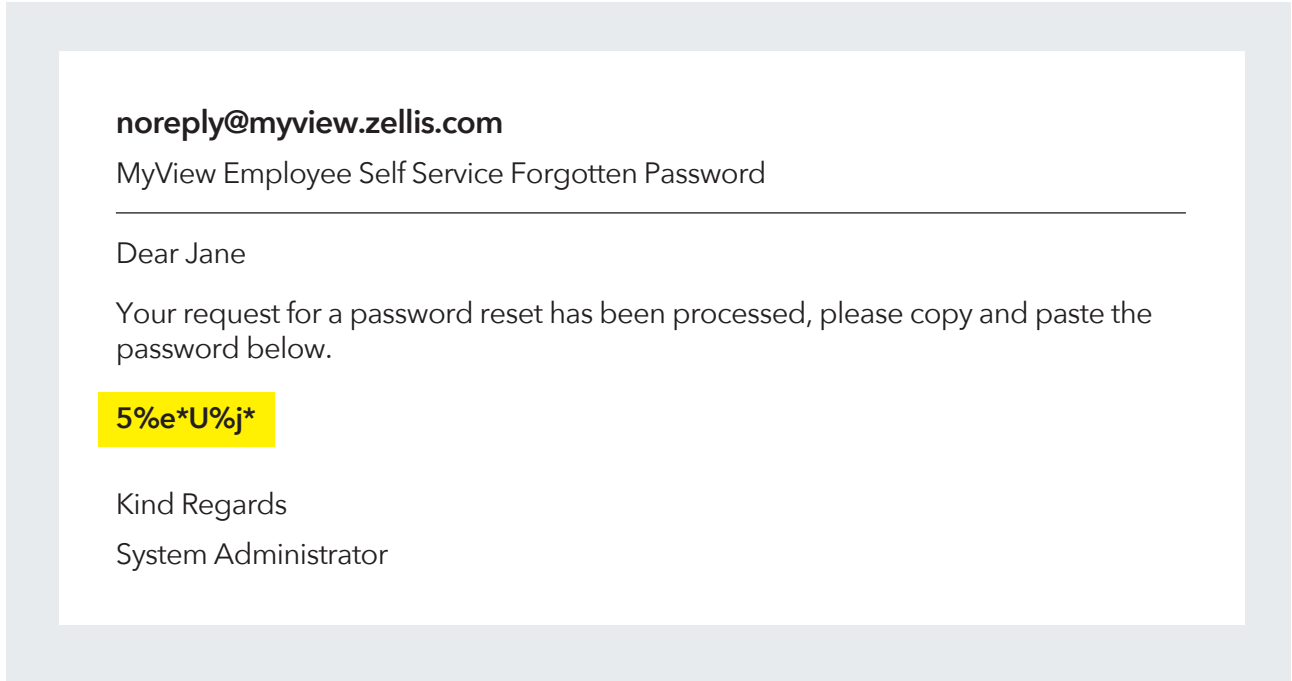 noreply@myview.zellis.com
MyView Employee Self Service Forgotten Password
Dear Jane
Your request for a password reset has been processed, please copy and paste the
password below.
5%e*U%j*
Kind Regards
System Administrator